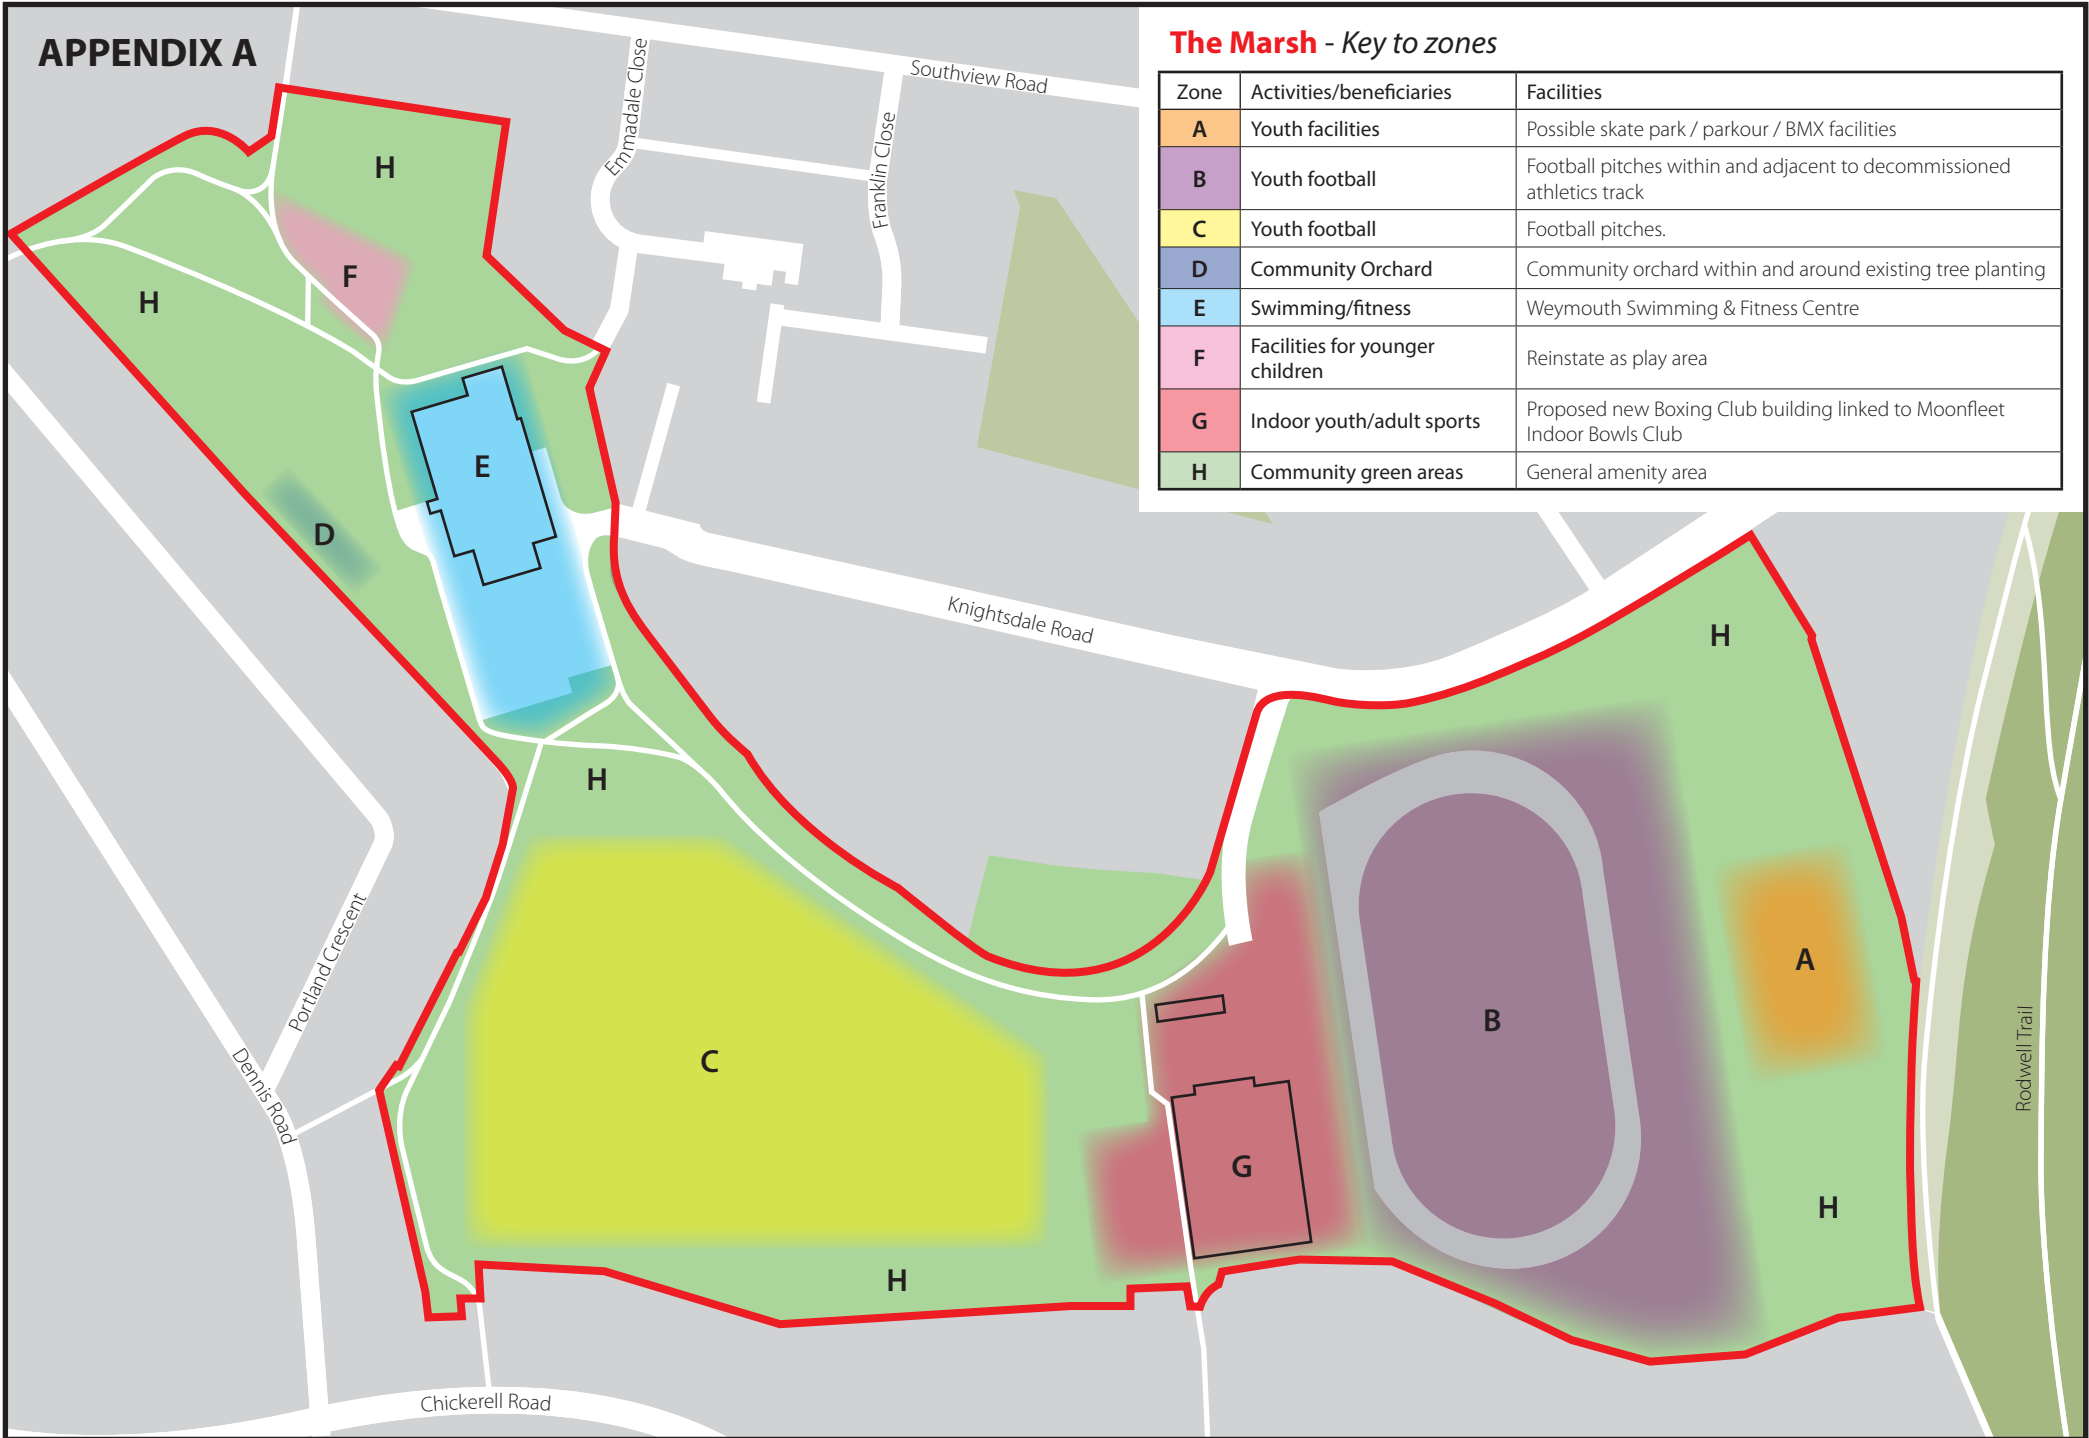 APPENDIX A
The Marsh - Key to zones
Zone Activities/beneficiaries Facilities
A Youth facilities Possible skate park / parkour / BMX facilities
B Youth football Football pitches within and adjacent to decommissioned
athletics track
C Youth football Football pitches.
D Community Orchard Community orchard within and around existing tree planting
E Swimming/fitness Weymouth Swimming & Fitness Centre
F Facilities for younger
children
Reinstate as play area
G Indoor youth/adult sports Proposed new Boxing Club building linked to Moonfleet
Indoor Bowls Club
H Community green areas General amenity area
Southview Road
Emmadale Close
Franklin Close
H
F
H
E
D
Knightsdale Road
H
H
Portland Crescent
A
B
C
Rodwell Trail
Dennis Road
G
H
H
Chickerell Road